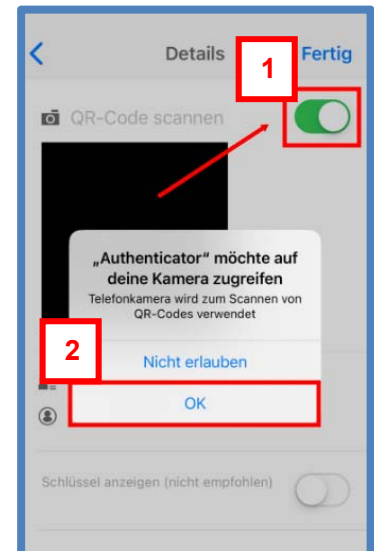 Details
1
Fertig
QR-Code scannen
„Authenticator“ möchte auf
deine Kamera zugreifen
Telefonkamera wird zum Scannen von
QR-Codes verwendet
2
Nicht erlauben
OK
Schlüssel anzeigen (nicht empfohlen)